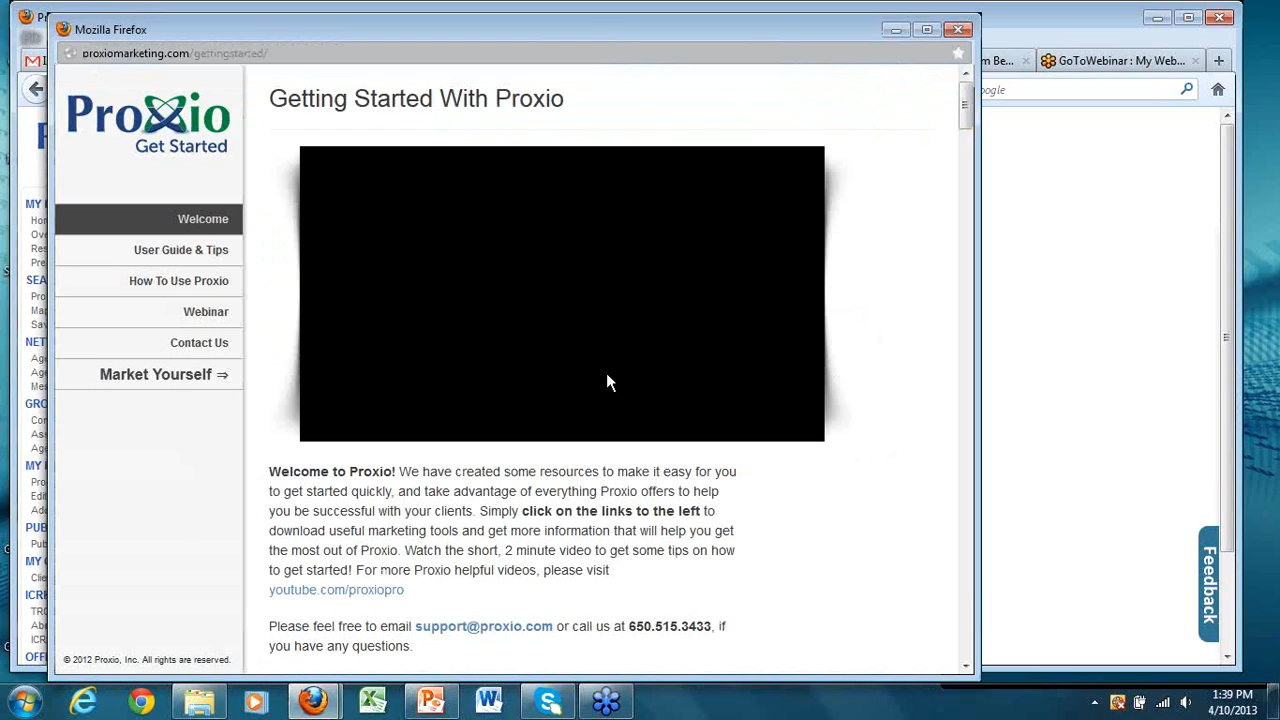 Mozilla Firefox
proxiomarketing.com/gettingstarted/
GoToWebinar : My Web...
Proxio
Get Started
Getting Started With Proxio
Welcome
User Guide & Tips
How To Use Proxio
Webinar
Contact Us
Market Yourself ⇒
Welcome to Proxio! We have created some resources to make it easy for you
to get started quickly, and take advantage of everything Proxio offers to help
you be successful with your clients. Simply click on the links to the left to
download useful marketing tools and get more information that will help you get
the most out of Proxio. Watch the short, 2 minute video to get some tips on how
to get started! For more Proxio helpful videos, please visit
youtube.com/proxiopro
Please feel free to email support@proxio.com or call us at 650.515.3433, if
you have any questions.
© 2012 Proxio, Inc. All rights are reserved.
Feedback
1:39 PM
4/10/2013